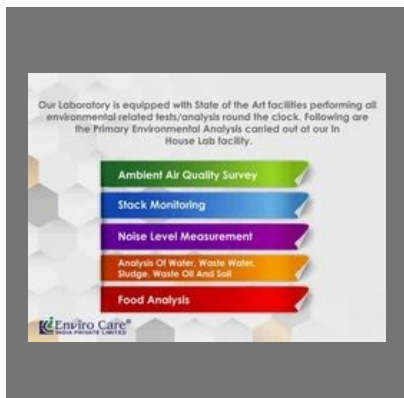 Our Laboratory is equipped with State of the Art facilities performing all
environmental related tests/analysis round the clock. Following are
the Primary Environmental Analysis carried out at our In
House Lab facility.
Ambient Air Quality Survey
Stack Monitoring
Noise Level Measurement
Analysis Of Water, Waste Water,
Sludge, Waste Oil And Soil
Food Analysis
Enviro Care®
INDIA PRIVATE LIMITED